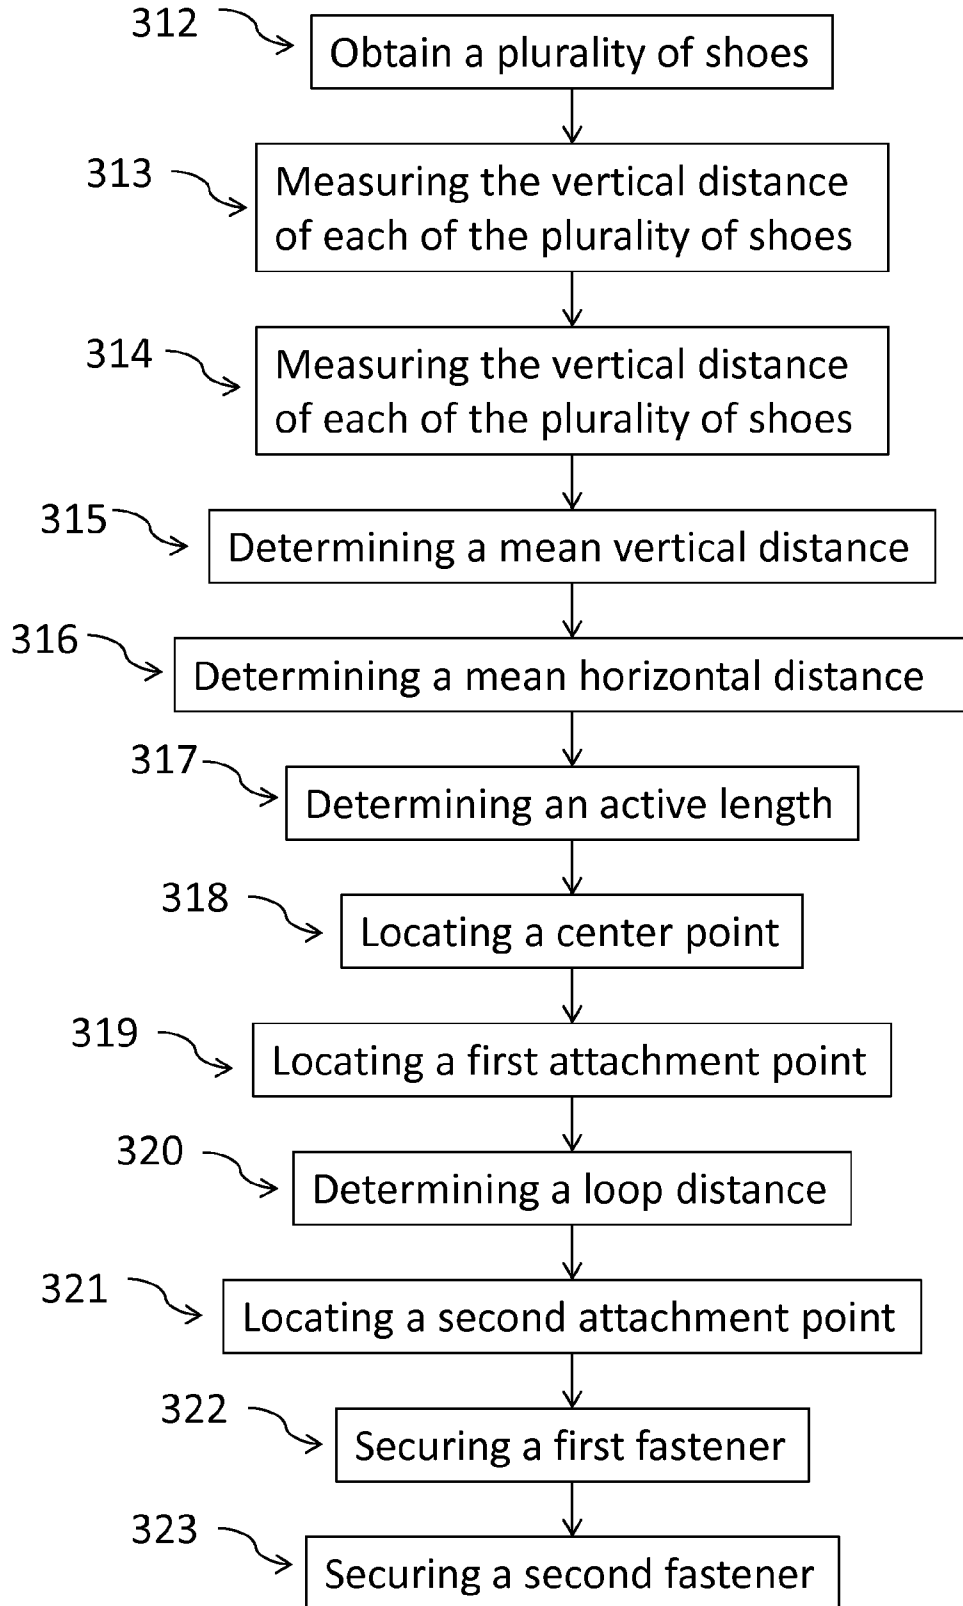 312
Obtain a plurality of shoes
313
Measuring the vertical distance
of each of the plurality of shoes
314
Measuring the vertical distance
of each of the plurality of shoes
315
Determining a mean vertical distance
316
Determining a mean horizontal distance
317
Determining an active length
318
Locating a center point
319
Locating a first attachment point
320
Determining a loop distance
321
Locating a second attachment point
322
Securing a first fastener
323
Securing a second fastener